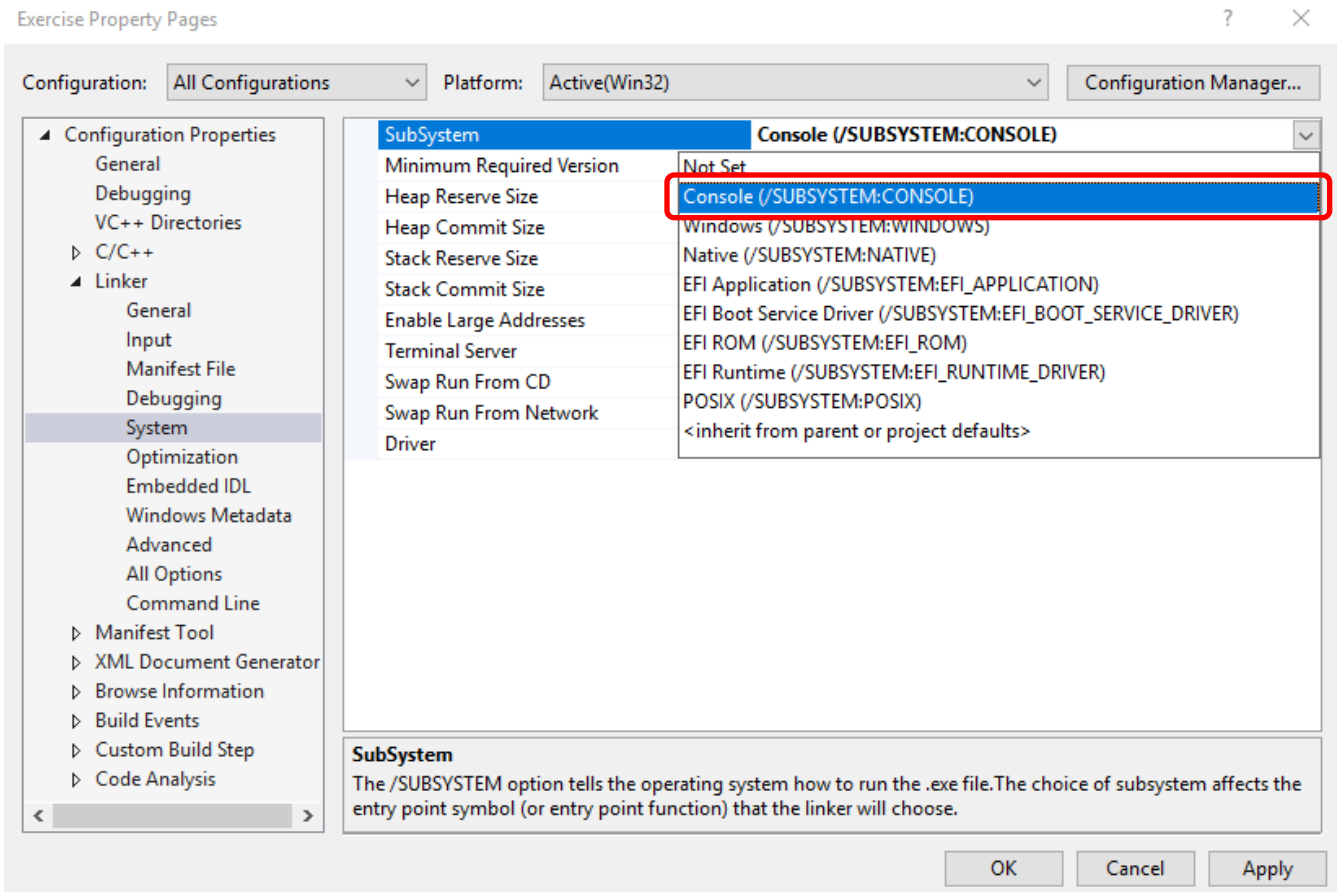 Exercise Property Pages
?
Configuration: All Configurations Platform: Active(Win32) Configuration Manager...
Configuration Properties
General
Debugging
VC++ Directories
C/C++
Linker
General
Input
Manifest File
Debugging
System
Optimization
Embedded IDL
Windows Metadata
Advanced
All Options
Command Line
Manifest Tool
XML Document Generator
Browse Information
Build Events
Custom Build Step
Code Analysis
SubSystem Console (/SUBSYSTEM:CONSOLE)
Minimum Required Version
Heap Reserve Size
Heap Commit Size
Stack Reserve Size
Stack Commit Size
Enable Large Addresses
Terminal Server
Swap Run From CD
Swap Run From Network
Driver
Not Set
Console (/SUBSYSTEM:CONSOLE)
Windows (/SUBSYSTEM:WINDOWS)
Native (/SUBSYSTEM:NATIVE)
EFI Application (/SUBSYSTEM:EFI_APPLICATION)
EFI Boot Service Driver (/SUBSYSTEM:EFI_BOOT_SERVICE_DRIVER)
EFI ROM (/SUBSYSTEM:EFI_ROM)
EFI Runtime (/SUBSYSTEM:EFI_RUNTIME_DRIVER)
POSIX (/SUBSYSTEM:POSIX)
<inherit from parent or project defaults>
SubSystem
The /SUBSYSTEM option tells the operating system how to run the .exe file.The choice of subsystem affects the
entry point symbol (or entry point function) that the linker will choose.
OK Cancel Apply